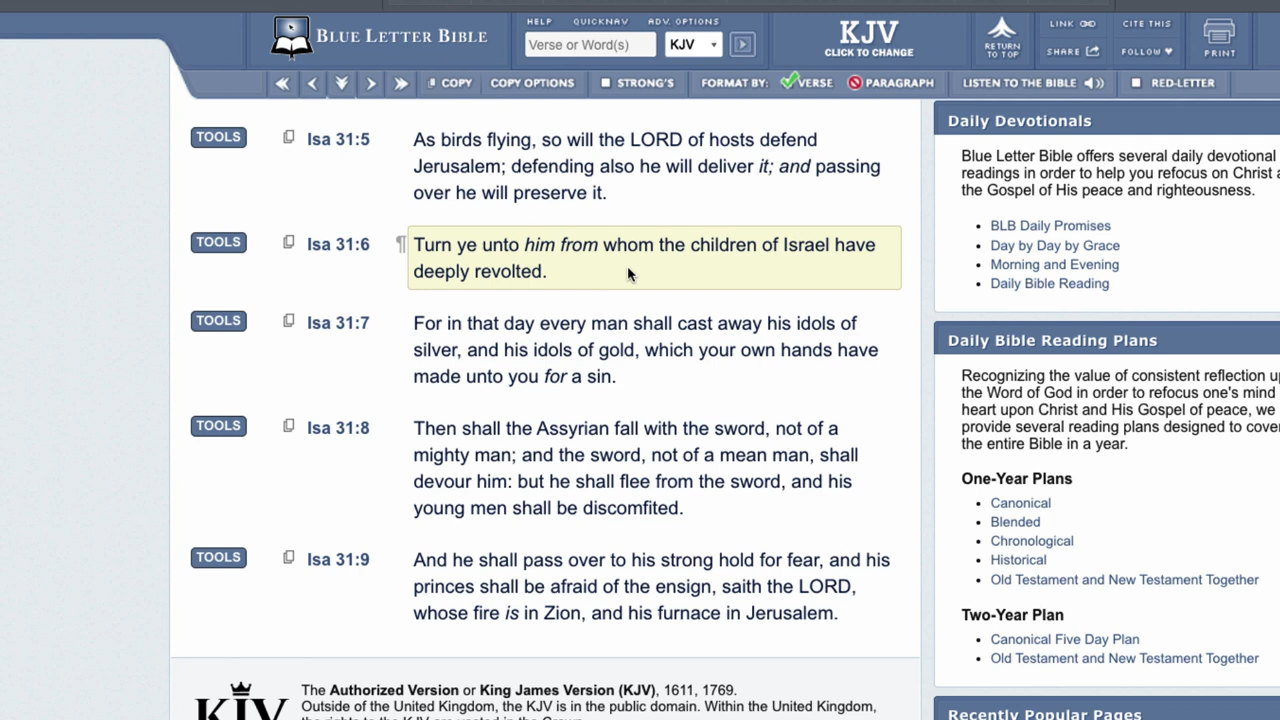 BLUE LETTER BIBLE
HELP QUICKNAV ADV. OPTIONS
Verse or Word(s) KJV
KJV
CLICK TO CHANGE
RETURN
TO TOP
LINK CITE THIS
SHARE FOLLOW
PRINT
COPY COPY OPTIONS STRONG'S FORMAT BY: VERSE PARAGRAPH LISTEN TO THE BIBLE RED-LETTER
TOOLS Isa 31:5 As birds flying, so will the LORD of hosts defend
Jerusalem; defending also he will deliver it; and passing
over he will preserve it.
TOOLS Isa 31:6 ¶ Turn ye unto him from whom the children of Israel have
deeply revolted.
TOOLS Isa 31:7 For in that day every man shall cast away his idols of
silver, and his idols of gold, which your own hands have
made unto you for a sin.
TOOLS Isa 31:8 Then shall the Assyrian fall with the sword, not of a
mighty man; and the sword, not of a mean man, shall
devour him: but he shall flee from the sword, and his
young men shall be discomfited.
TOOLS Isa 31:9 And he shall pass over to his strong hold for fear, and his
princes shall be afraid of the ensign, saith the LORD,
whose fire is in Zion, and his furnace in Jerusalem.
KJV
The Authorized Version or King James Version (KJV), 1611, 1769.
Outside of the United Kingdom, the KJV is in the public domain. Within the United Kingdom,
the rights to the KJV are vested in the Crown.
Daily Devotionals
Blue Letter Bible offers several daily devotional
readings in order to help you refocus on Christ
the Gospel of His peace and righteousness.
BLB Daily Promises
Day by Day by Grace
Morning and Evening
Daily Bible Reading
Daily Bible Reading Plans
Recognizing the value of consistent reflection
the Word of God in order to refocus one's mind
heart upon Christ and His Gospel of peace, we
provide several reading plans designed to cove
the entire Bible in a year.
One-Year Plans
Canonical
Blended
Chronological
Historical
Old Testament and New Testament Together
Two-Year Plan
Canonical Five Day Plan
Old Testament and New Testament Together
Recently Popular Pages